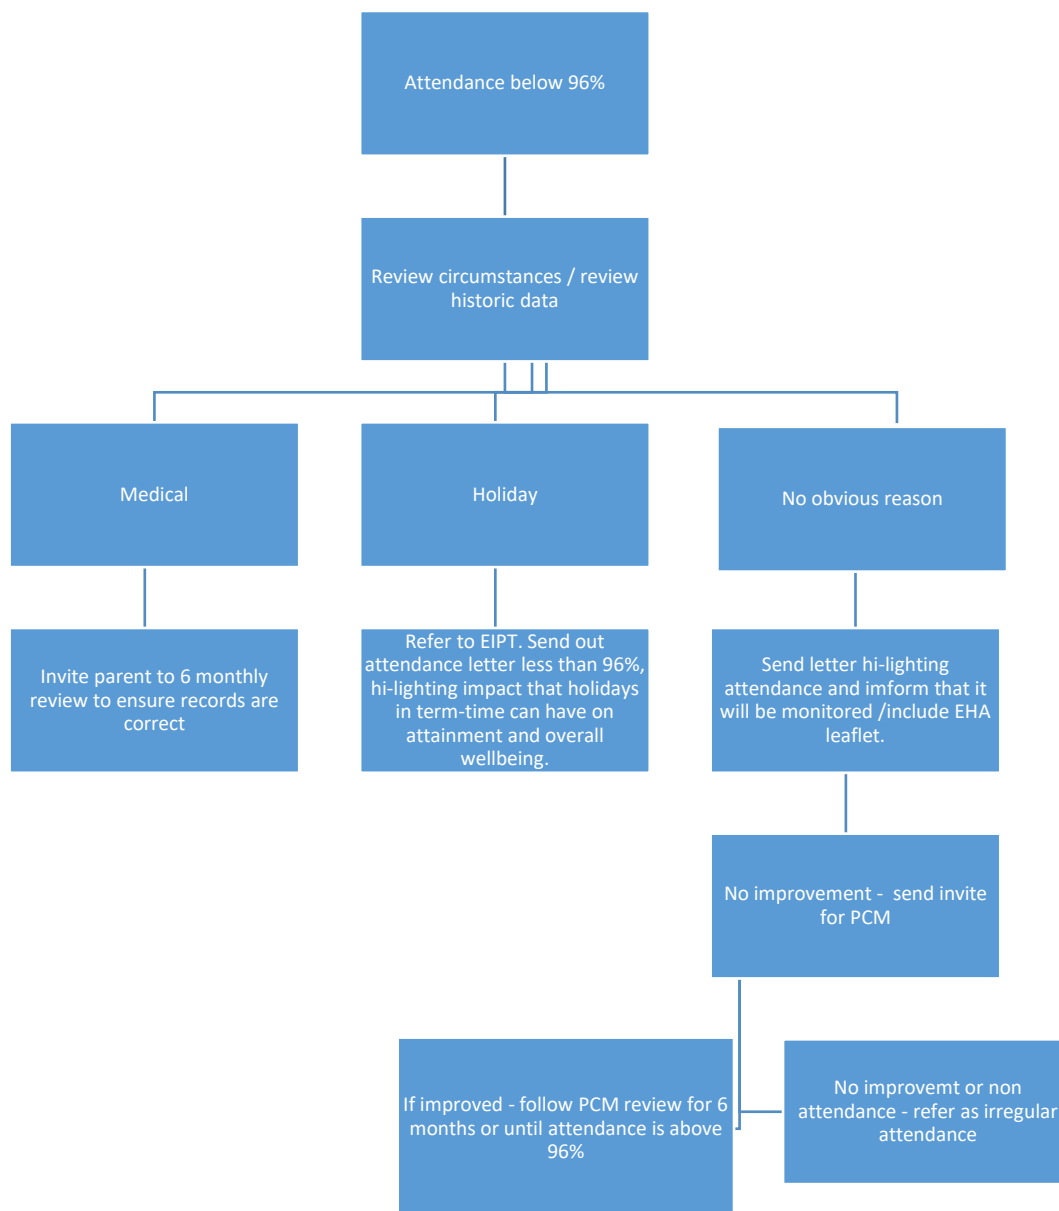 Attendance below 96%
Review circumstances / review
historic data
Medical
Holiday
No obvious reason
Invite parent to 6 monthly
review to ensure records are
correct
Refer to EIPT. Send out
attendance letter less than 96%,
hi-lighting impact that holidays
in term-time can have on
attainment and overall
wellbeing.
Send letter hi-lighting
attendance and imform that it
will be monitored /include EHA
leaflet.
No improvement -  send invite
for PCM
If improved - follow PCM review for 6
months or until attendance is above
96%
No improvemt or non
attendance - refer as irregular
attendance